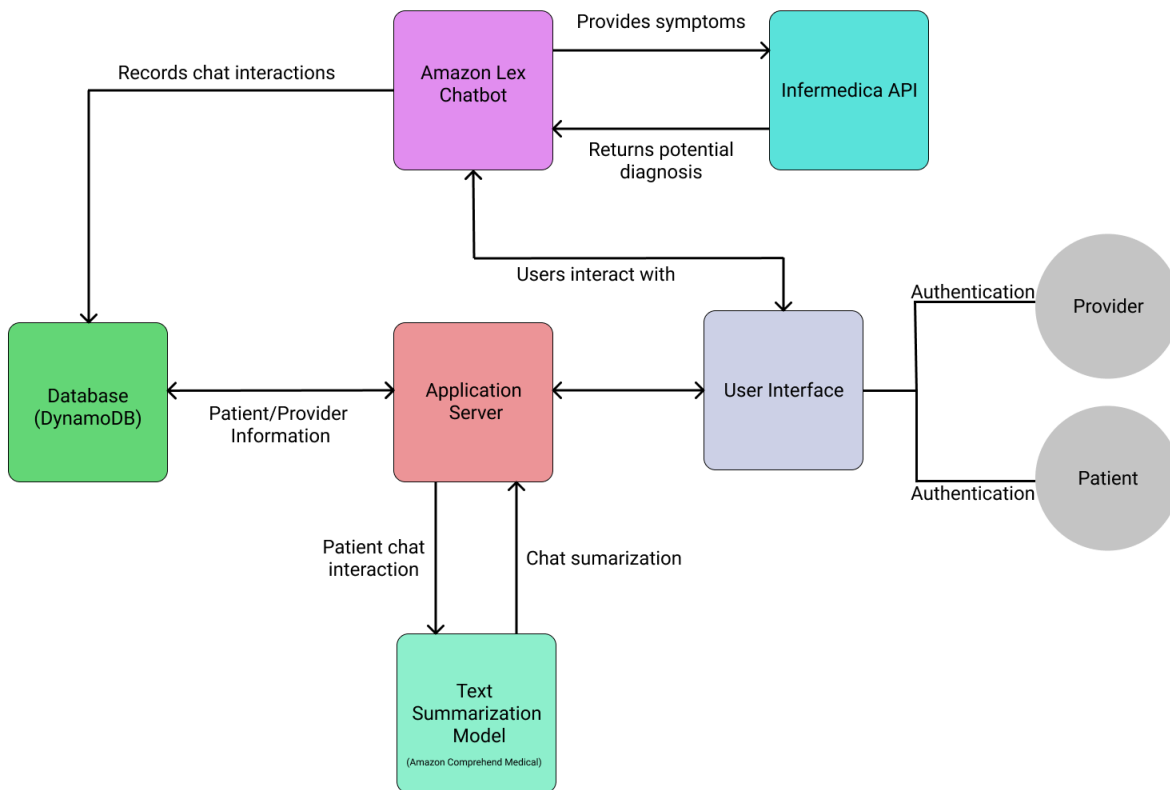 Provides symptoms
Records chat interactions
Amazon Lex
Chatbot
Infermedica API
Returns potential
diagnosis
Users interact with
Authentication
Provider
Database
(DynamoDB)
Patient/Provider
Information
Application
Server
User Interface
Patient
Authentication
Patient chat
interaction
Chat sumarization
Text
Summarization
Model
(Amazon Comprehend Medical)